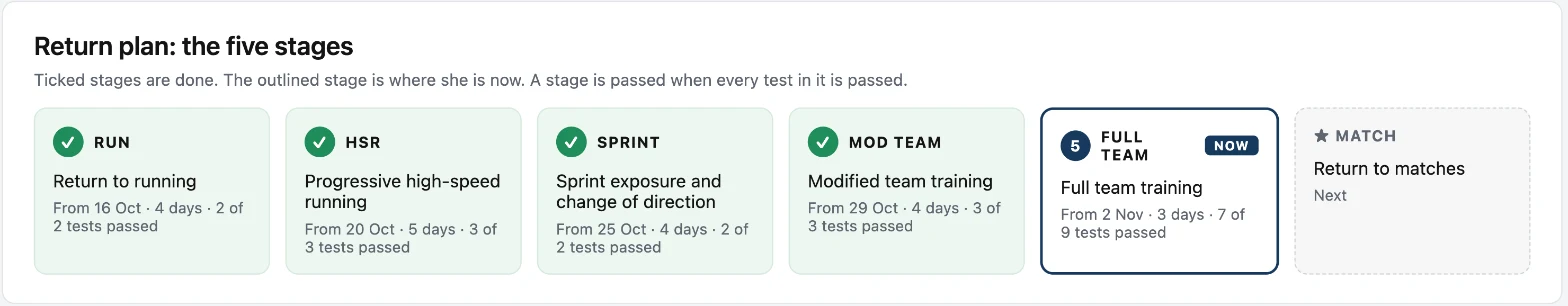 Return plan: the five stages
Ticked stages are done. The outlined stage is where she is now. A stage is passed when every test in it is passed.
RUN
Return to running
From 16 Oct · 4 days · 2 of
2 tests passed
HSR
Progressive high-speed
running
From 20 Oct · 5 days · 3 of
3 tests passed
SPRINT
Sprint exposure and
change of direction
From 25 Oct · 4 days · 2 of
2 tests passed
MOD TEAM
Modified team training
From 29 Oct · 4 days · 3 of
3 tests passed
5
FULL
TEAM
NOW
Full team training
From 2 Nov · 3 days · 7 of
9 tests passed
MATCH
Return to matches
Next